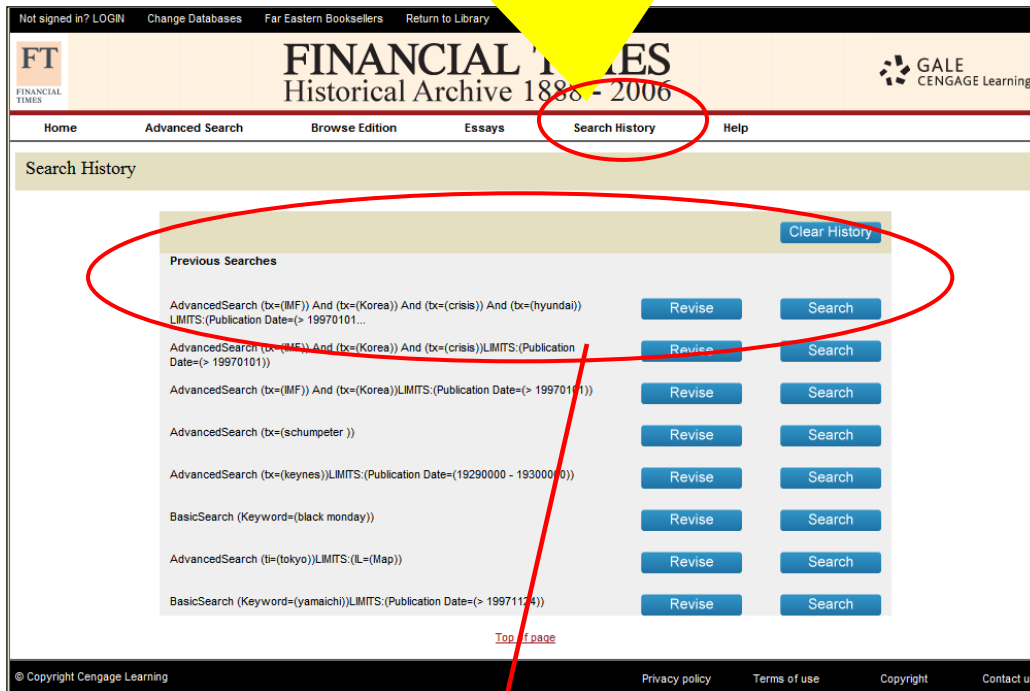 Not signed in? LOGIN Change Databases Far Eastern Booksellers Return to Library
FT
FINANCIAL
TIMES
FINANCIAL
Historical Archive 1888 - 2006
GALE
CENGAGE Learning
Home Advanced Search Browse Edition Essays Search History Help
Search History
Clear History
Previous Searches
AdvancedSearch (tx=(IMF)) And (tx=(Korea)) And (tx=(crisis)) And (tx=(hyundai))
LIMITS:(Publication Date=(> 19970101...
Revise Search
AdvancedSearch (tx=(IMF)) And (tx=(Korea)) And (tx=(crisis))LIMITS:(Publication
Date=(> 19970101))
Revise Search
AdvancedSearch (tx=(IMF)) And (tx=(Korea))LIMITS:(Publication Date=(> 19970101))
Revise Search
AdvancedSearch (tx=(schumpeter ))
Revise Search
AdvancedSearch (tx=(keynes))LIMITS:(Publication Date=(19290000 - 19300000))
Revise Search
BasicSearch (Keyword=(black monday))
Revise Search
AdvancedSearch (ti=(tokyo))LIMITS:(IL=(Map))
Revise Search
BasicSearch (Keyword=(yamaichi))LIMITS:(Publication Date=(> 19971124))
Revise Search
Top of page
© Copyright Cengage Learning Privacy policy Terms of use Copyright Contact